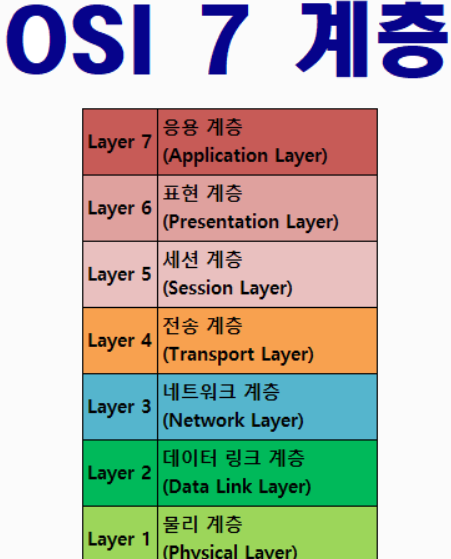 OSI 7 계층
Layer 7
응용 계층
(Application Layer)
Layer 6
표현 계층
(Presentation Layer)
Layer 5
세션 계층
(Session Layer)
Layer 4
전송 계층
(Transport Layer)
Layer 3
네트워크 계층
(Network Layer)
Layer 2
데이터 링크 계층
(Data Link Layer)
Layer 1
물리 계층
(Physical Layer)